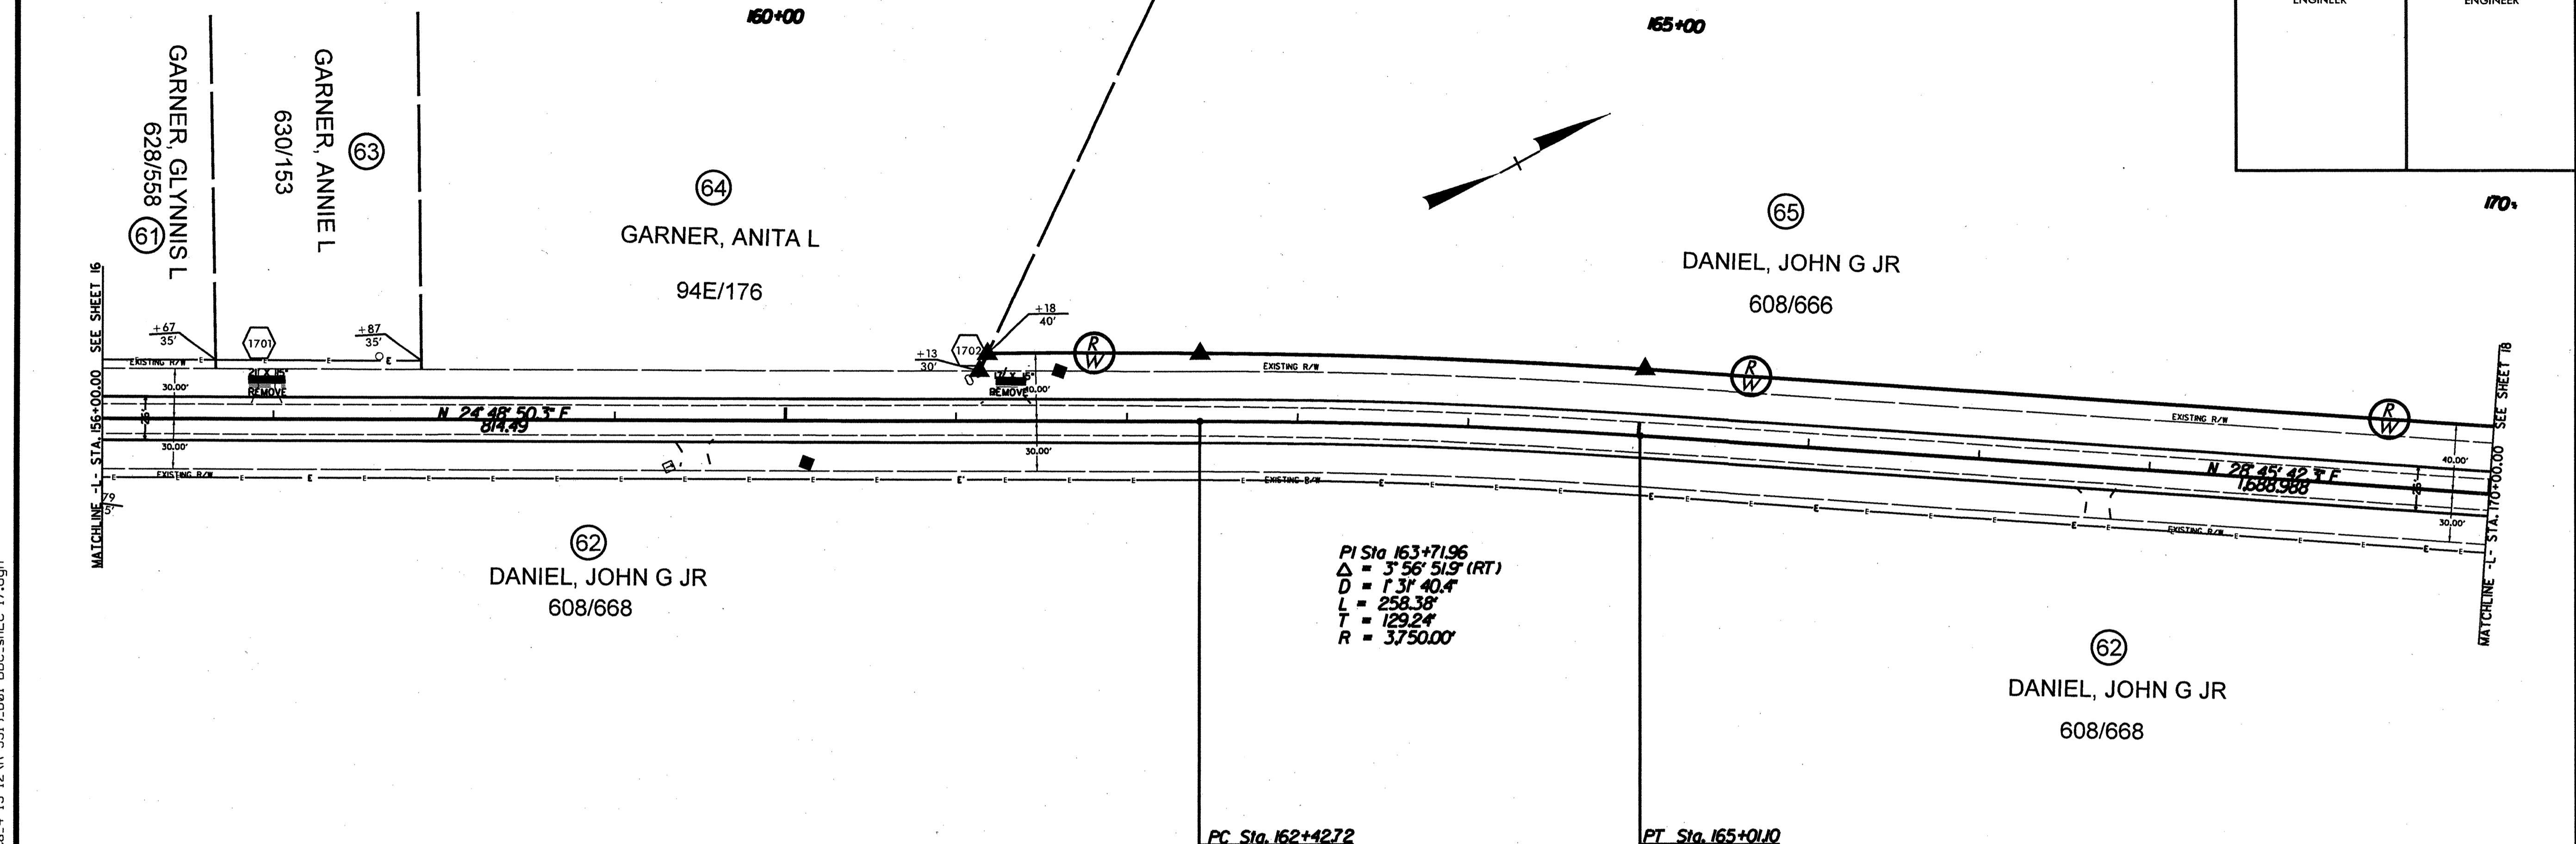 160+00
165+00
ENGINEER
ENGINEER
170+
GARNER, GLYNNIS L
628/558
61
GARNER, ANNIE L
630/153
63
64
GARNER, ANITA L
94E/176
65
DANIEL, JOHN G JR
608/666
MATCHLINE -L- STA. 156+00.00 SEE SHEET 16
+67
35'
1701
+87
35'
+13
30'
1702
+18
40'
R
W
R
W
R
W
EXISTING R/W
E
E
E
E
EXISTING R/W
EXISTING R/W
REMOVE
REMOVE
30.00'
40.00'
N 24° 48' 50.3" E
814.49
30.00'
30.00'
EXISTING R/W
EXISTING R/W
EXISTING R/W
N 28° 45' 42.3" E
1,688.988
40.00'
30.00'
MATCHLINE -L- STA. 170+00.00 SEE SHEET 18
79
5'
62
DANIEL, JOHN G JR
608/668
PI Sta 163+71.96
Δ = 3° 56' 51.9" (RT)
D = 1° 31' 40.4"
L = 258.38'
T = 129.24'
R = 3,750.00'
62
DANIEL, JOHN G JR
608/668
PC Sta. 162+42.72
PT Sta. 165+01.10